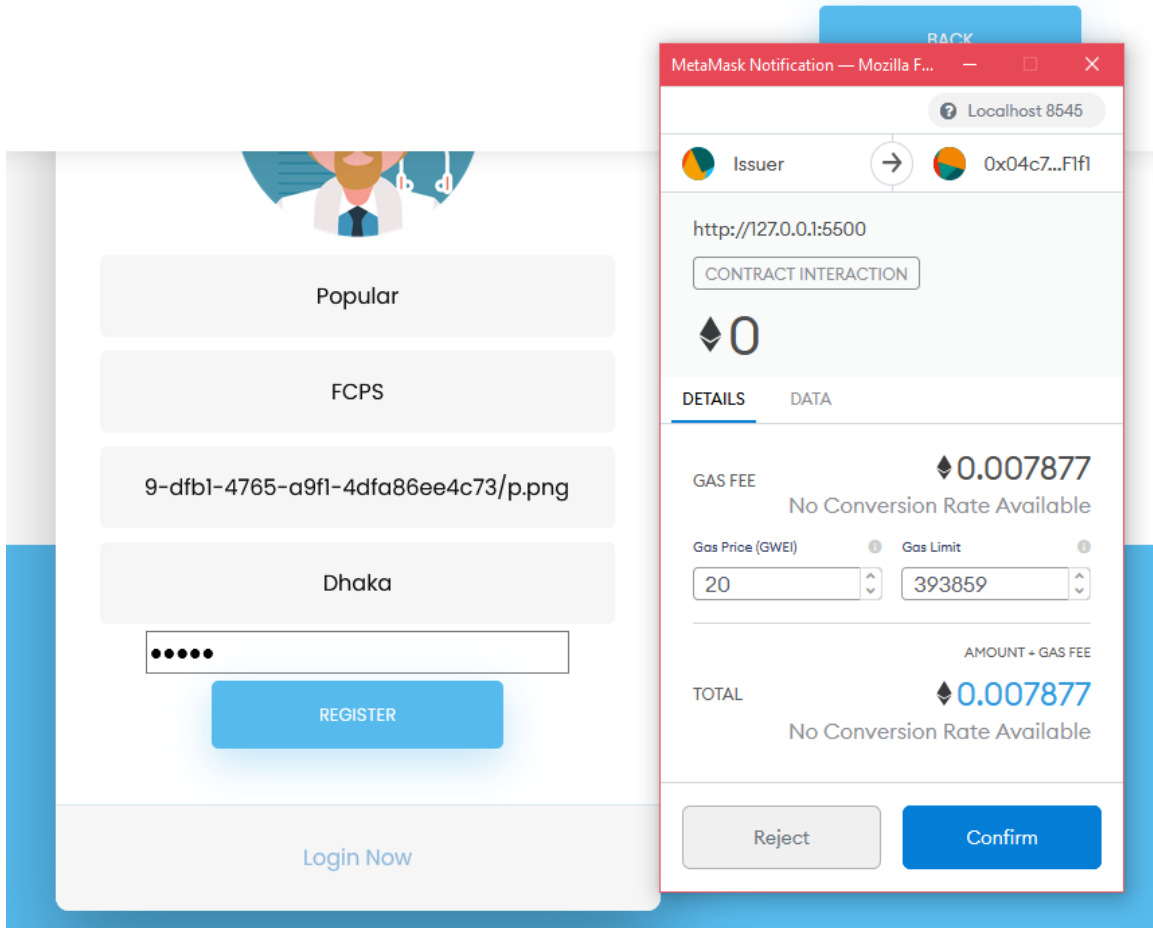 BACK
Popular
FCPS
9-dfb1-4765-a9f1-4dfa86ee4c73/p.png
Dhaka
●●●●●
REGISTER
Login Now
MetaMask Notification — Mozilla F...
Localhost 8545
Issuer 0x04c7...F1f1
http://127.0.0.1:5500
CONTRACT INTERACTION
0
DETAILS DATA
GAS FEE 0.007877
No Conversion Rate Available
Gas Price (GWEI) Gas Limit
20 393859
AMOUNT + GAS FEE
TOTAL 0.007877
No Conversion Rate Available
Reject Confirm